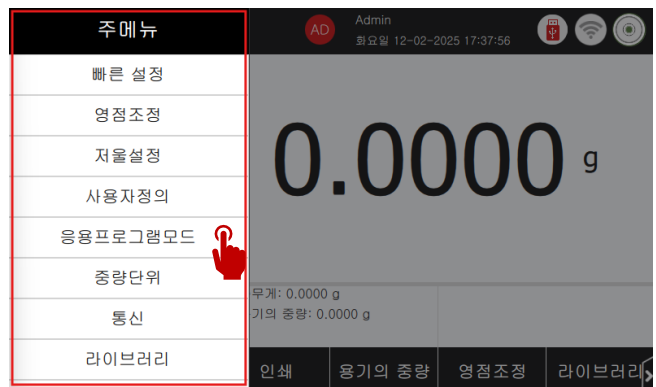 주메뉴
빠른 설정
영점조정
저울설정
사용자정의
응용프로그램모드
중량단위
통신
라이브러리
AD
Admin
화요일 12-02-2025 17:37:56
0.0000 g
무게: 0.0000 g
기의 중량: 0.0000 g
인쇄
용기의 중량
영점조정
라이브러리